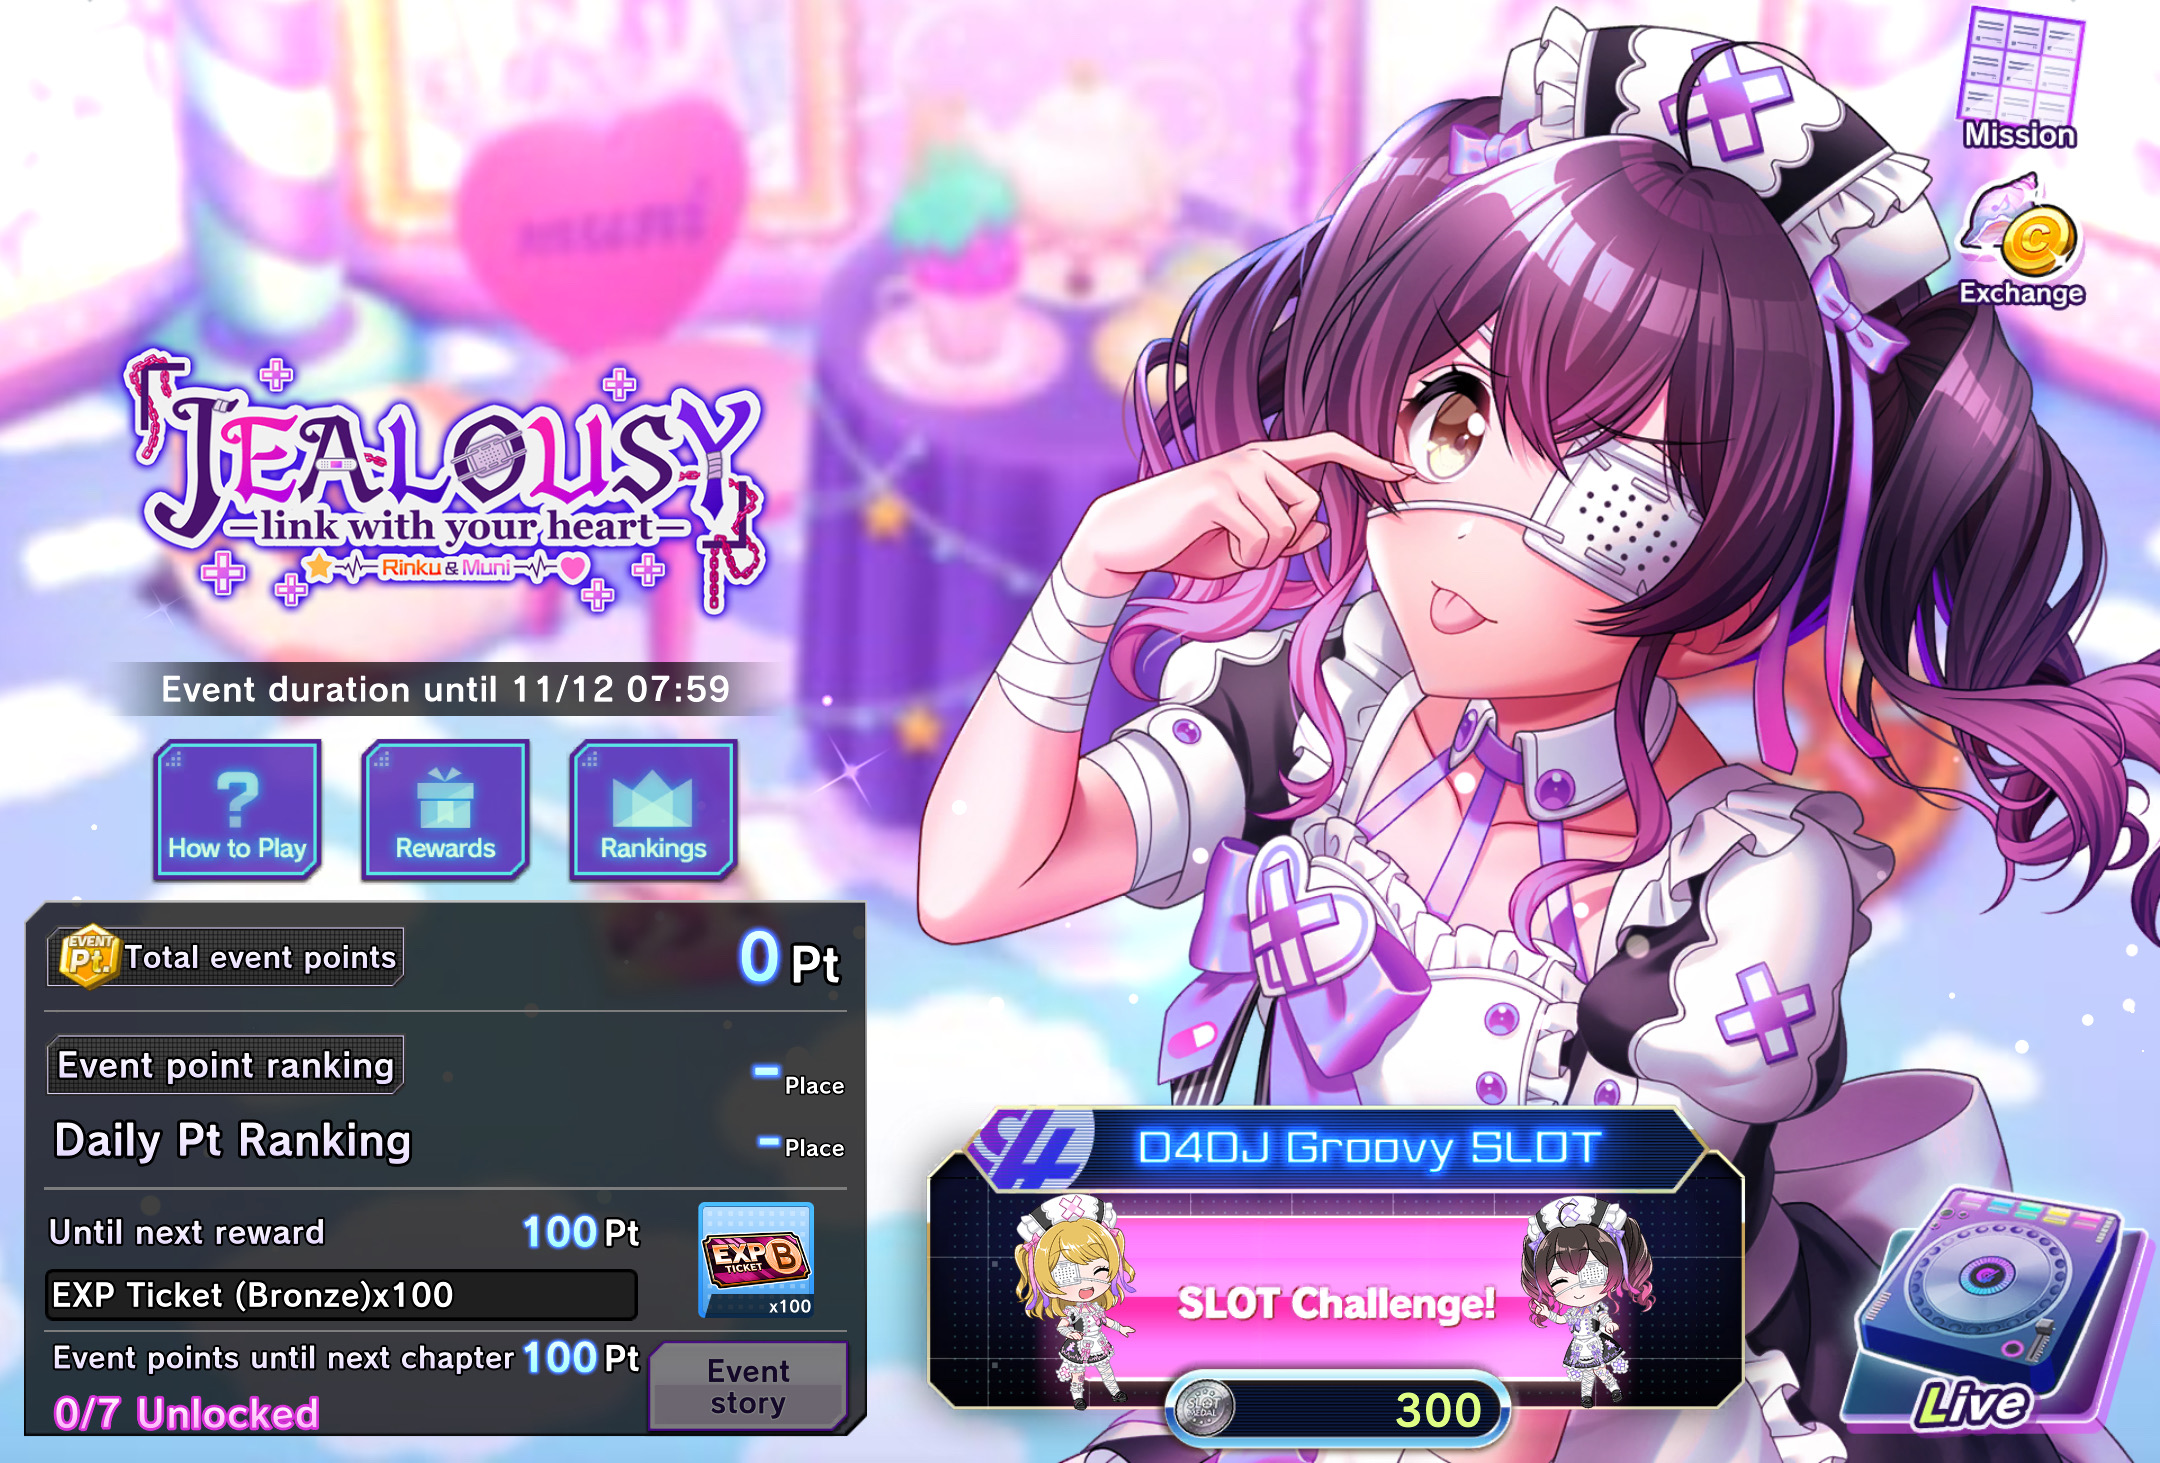 Mission
Exchange
「JEALOUSY
-link with your heart-」
Rinku & Muni
Event duration until 11/12 07:59
How to Play
Rewards
Rankings
EVENT
Pt.
Total event points
0 Pt
Event point ranking
- Place
Daily Pt Ranking
- Place
Until next reward
100 Pt
EXP Ticket (Bronze)x100
EXP B
TICKET
x100
Event points until next chapter 100 Pt
0/7 Unlocked
Event
story
D4DJ Groovy SLOT
SLOT Challenge!
SLOT
MEDAL
300
C
Live